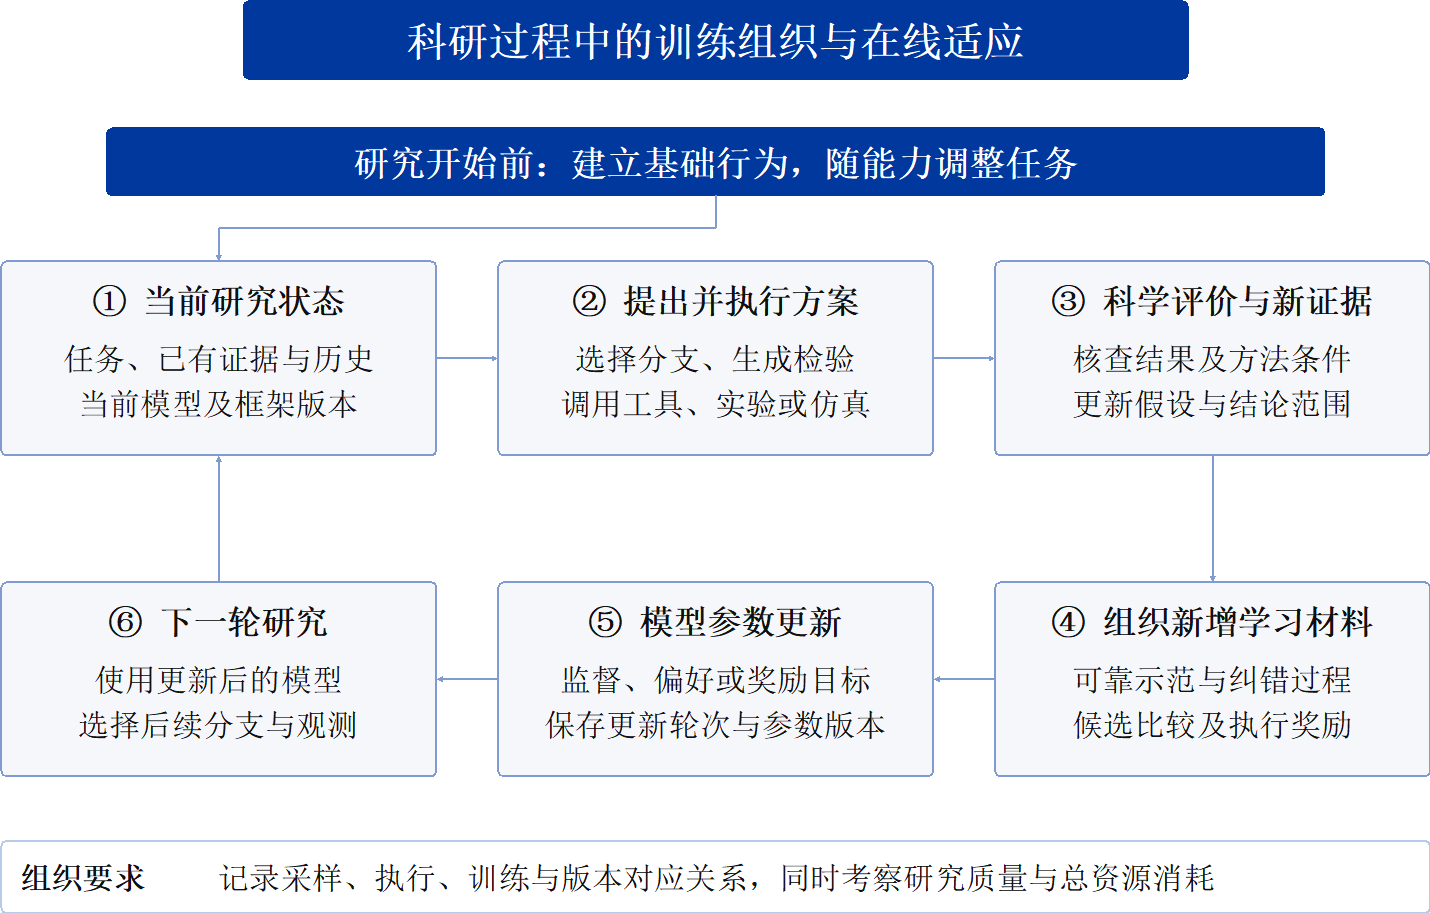 科研过程中的训练组织与在线适应
研究开始前：建立基础行为，随能力调整任务
① 当前研究状态
任务、已有证据与历史
当前模型及框架版本
② 提出并执行方案
选择分支、生成检验
调用工具、实验或仿真
③ 科学评价与新证据
核查结果及方法条件
更新假设与结论范围
④ 组织新增学习材料
可靠示范与纠错过程
候选比较及执行奖励
⑤ 模型参数更新
监督、偏好或奖励目标
保存更新轮次与参数版本
⑥ 下一轮研究
使用更新后的模型
选择后续分支与观测
组织要求 记录采样、执行、训练与版本对应关系，同时考察研究质量与总资源消耗